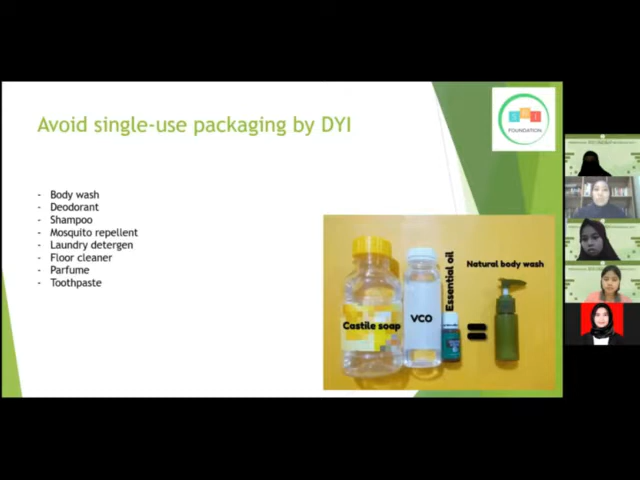 Avoid single-use packaging by DYI
- Body wash
- Deodorant
- Shampoo
- Mosquito repellent
- Laundry detergen
- Floor cleaner
- Parfume
- Toothpaste
FOUNDATION
Castile soap
VCO
Essential oil
Natural body wash